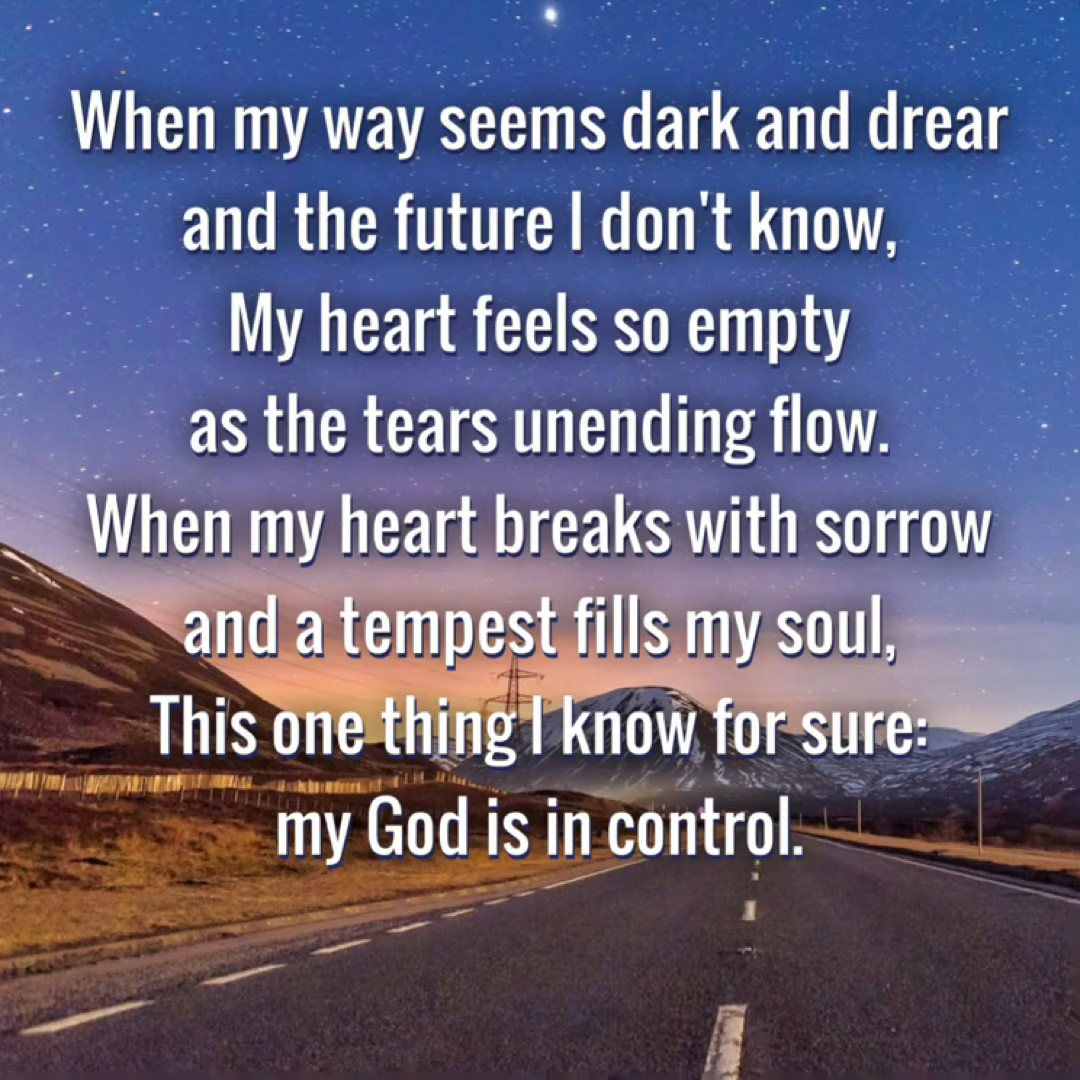 When my way seems dark and drear
and the future I don't know,
My heart feels so empty
as the tears unending flow.
When my heart breaks with sorrow
and a tempest fills my soul,
This one thing I know for sure:
my God is in control.